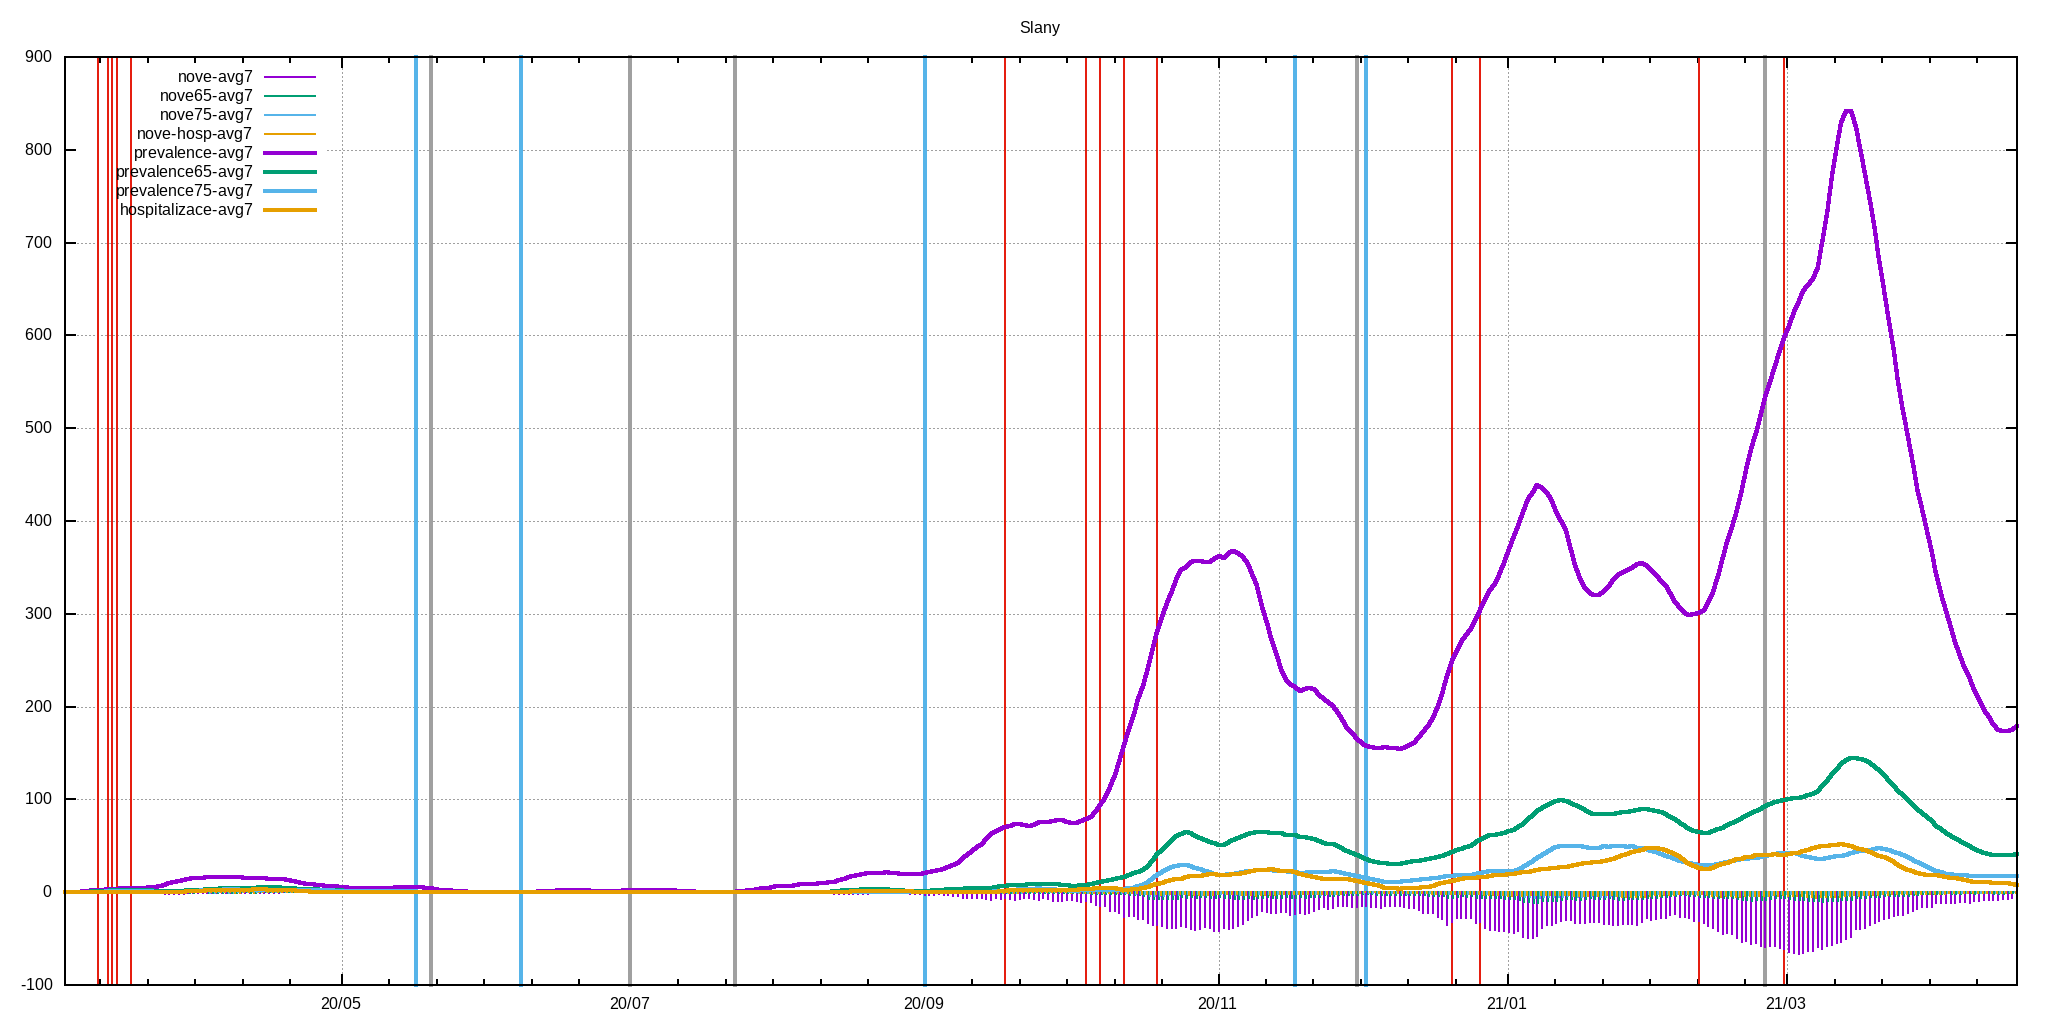 Slany
900
800
700
600
500
400
300
200
100
0
-100
nove-avg7
nove65-avg7
nove75-avg7
nove-hosp-avg7
prevalence-avg7
prevalence65-avg7
prevalence75-avg7
hospitalizace-avg7
20/05 20/07 20/09 20/11 21/01 21/03